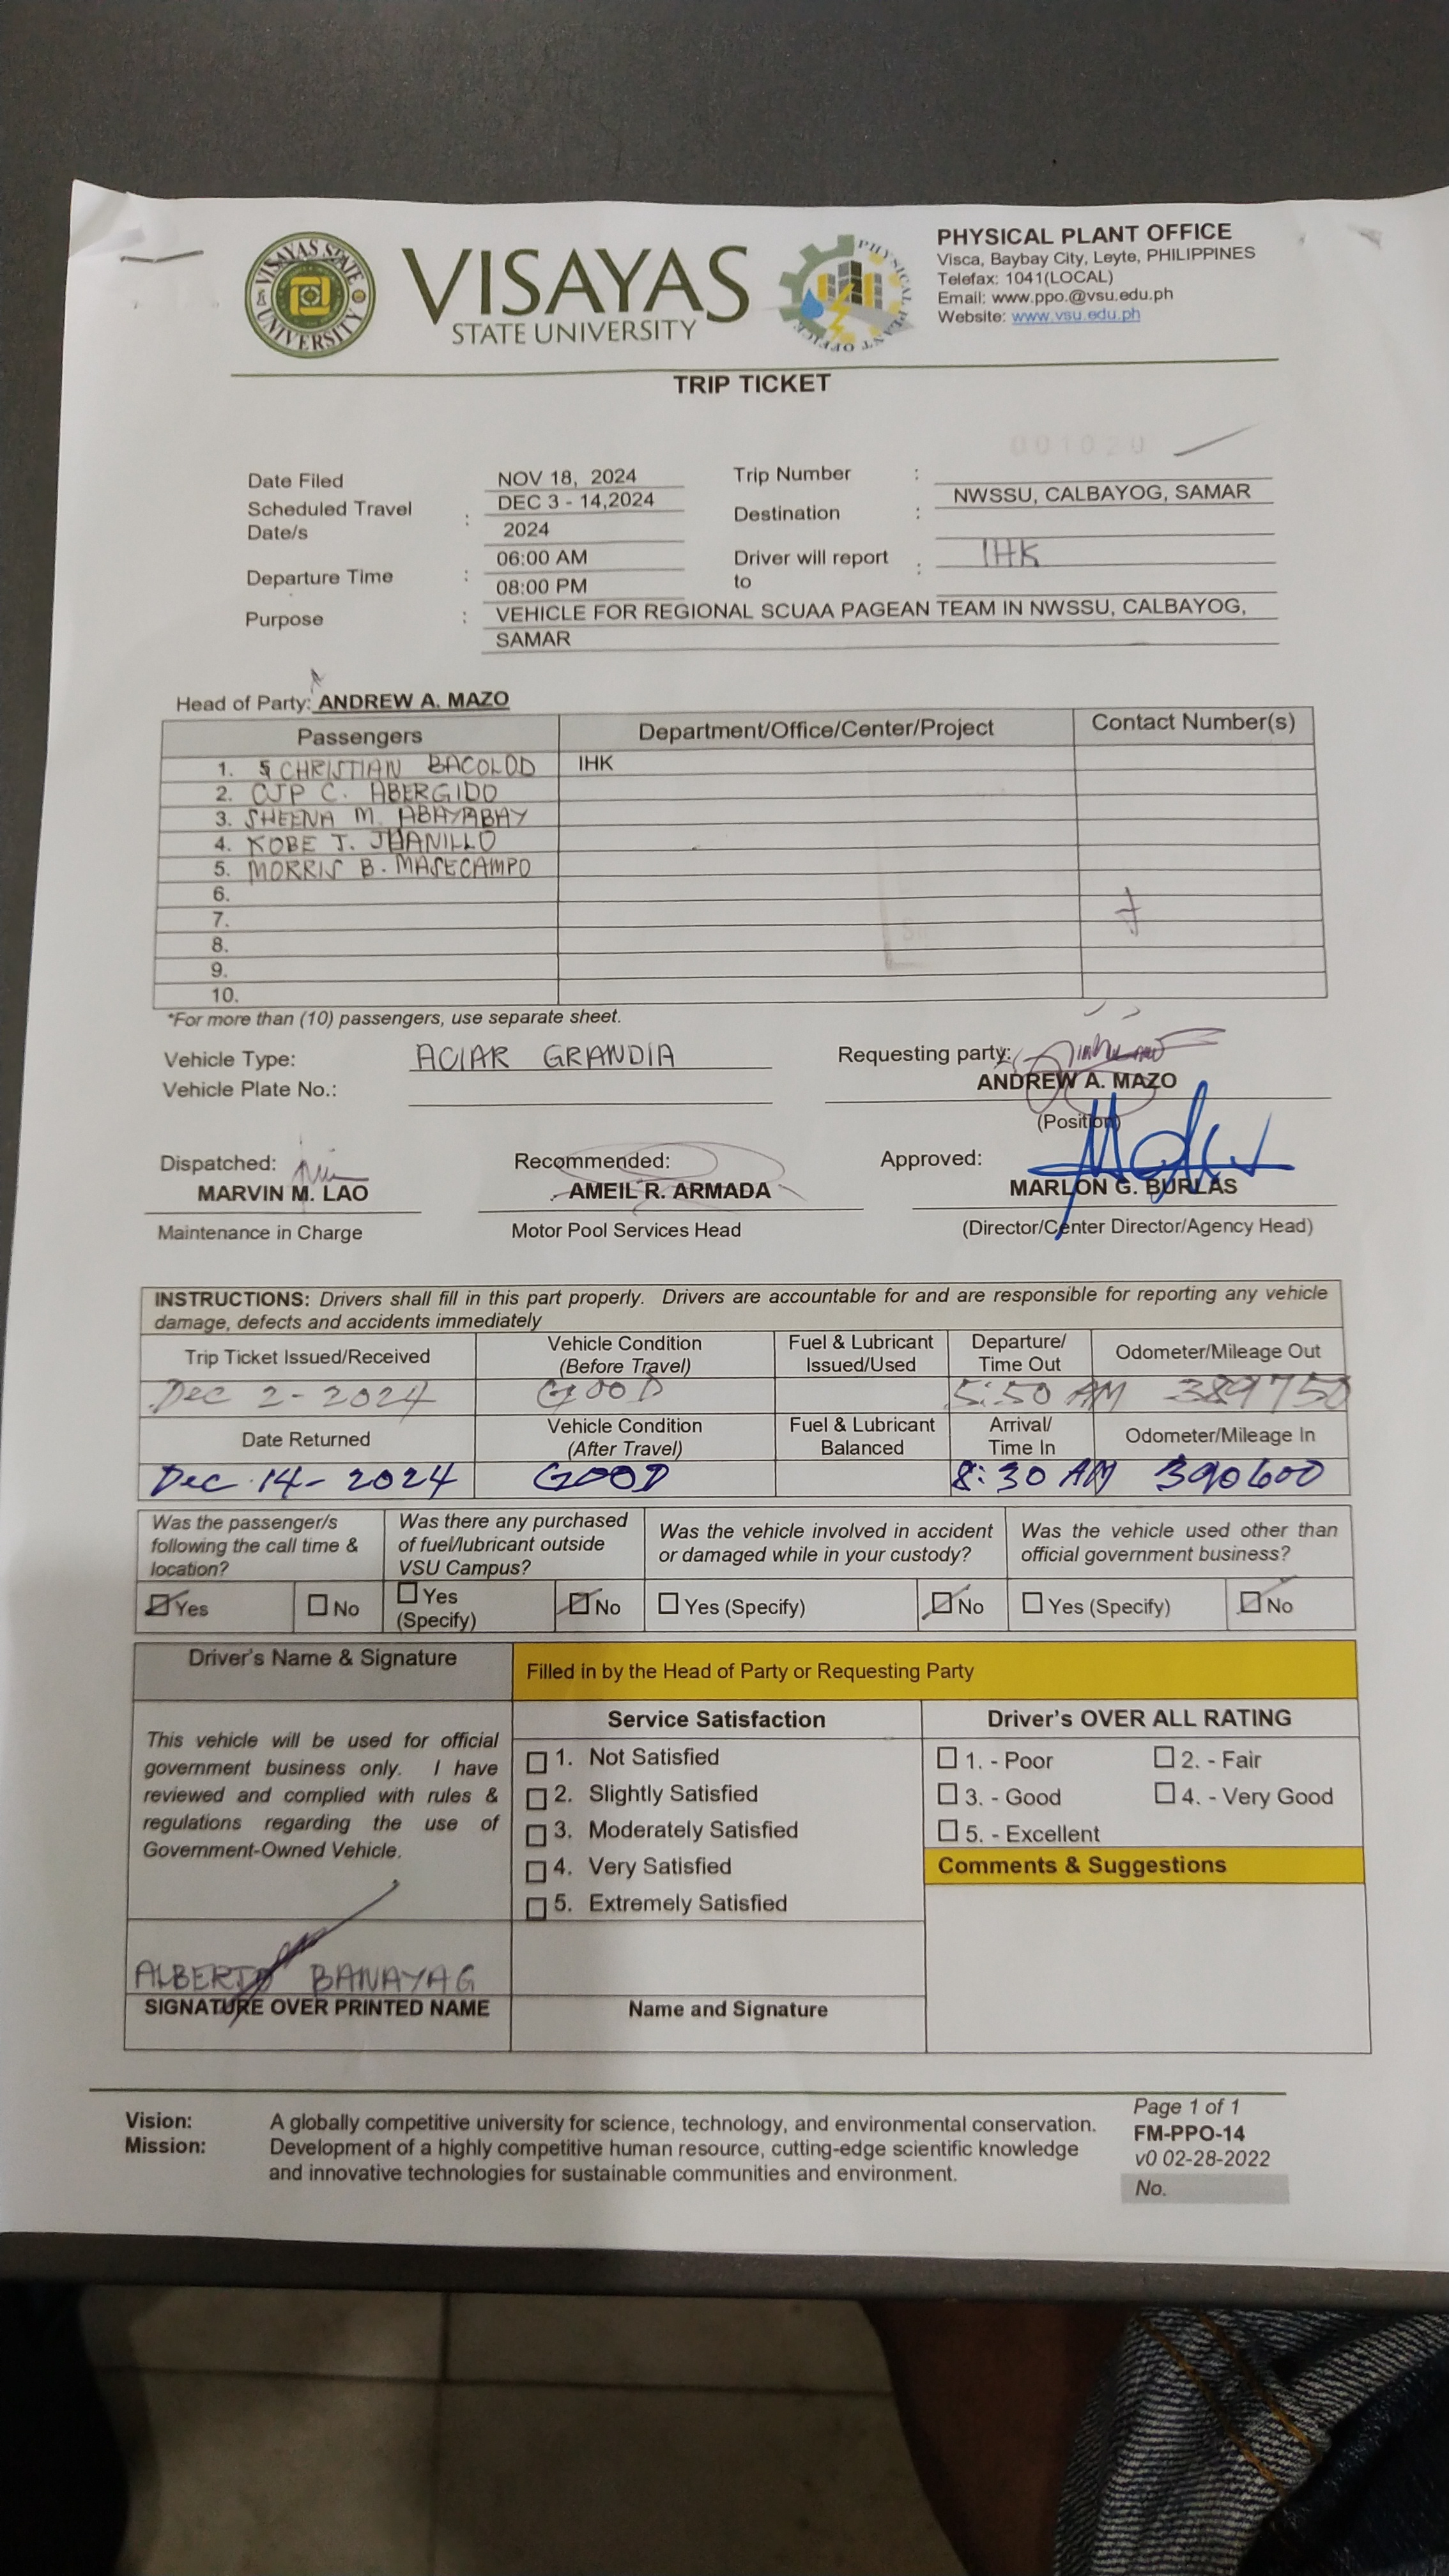 VISAYAS STATE UNIVERSITY
VISAYAS
STATE UNIVERSITY
PHYSICAL PLANT OFFICE
PHYSICAL PLANT OFFICE
Visca, Baybay City, Leyte, PHILIPPINES
Telefax: 1041(LOCAL)
Email: www.ppo.@vsu.edu.ph
Website: www.vsu.edu.ph
TRIP TICKET
001020
Date Filed NOV 18, 2024 Trip Number :
Scheduled Travel Date/s : DEC 3 - 14,2024 2024 Destination : NWSSU, CALBAYOG, SAMAR
Departure Time : 06:00 AM 08:00 PM Driver will report to : IHK
Purpose : VEHICLE FOR REGIONAL SCUAA PAGEAN TEAM IN NWSSU, CALBAYOG,
SAMAR
Head of Party: ANDREW A. MAZO
Passengers Department/Office/Center/Project Contact Number(s)
1. CHRISTIAN BACOLOD IHK
2. CJP C. ABERGIDO
3. SHEENA M. ABAYABAY
4. KOBE J. JUANILLO
5. MORRIS B. MASECAMPO
6.
7.
8.
9.
10.
*For more than (10) passengers, use separate sheet.
Vehicle Type: ACIAR GRANDIA Requesting party:
Vehicle Plate No.: ANDREW A. MAZO
(Position)
Dispatched: Recommended: Approved:
MARVIN M. LAO AMEIL R. ARMADA MARLON G. BURLAS
Maintenance in Charge Motor Pool Services Head (Director/Center Director/Agency Head)
INSTRUCTIONS: Drivers shall fill in this part properly. Drivers are accountable for and are responsible for reporting any vehicle
damage, defects and accidents immediately
Trip Ticket Issued/Received Vehicle Condition (Before Travel) Fuel & Lubricant Issued/Used Departure/ Time Out Odometer/Mileage Out
Dec 2-2024 GOOD 5:50 AM 389750
Date Returned Vehicle Condition (After Travel) Fuel & Lubricant Balanced Arrival/ Time In Odometer/Mileage In
Dec.14-2024 GOOD 8:30 AM 390600
Was the passenger/s following the call time & location? Was there any purchased of fuel/lubricant outside VSU Campus? Was the vehicle involved in accident or damaged while in your custody? Was the vehicle used other than official government business?
Yes No Yes (Specify) No Yes (Specify) No Yes (Specify) No
Driver's Name & Signature Filled in by the Head of Party or Requesting Party
This vehicle will be used for official
government business only. I have
reviewed and complied with rules &
regulations regarding the use of
Government-Owned Vehicle.
Service Satisfaction
1. Not Satisfied
2. Slightly Satisfied
3. Moderately Satisfied
4. Very Satisfied
5. Extremely Satisfied
Driver's OVER ALL RATING
1. - Poor 2. - Fair
3. - Good 4. - Very Good
5. - Excellent
Comments & Suggestions
ALBERTO BANAYAG
SIGNATURE OVER PRINTED NAME Name and Signature
Vision: A globally competitive university for science, technology, and environmental conservation.
Mission: Development of a highly competitive human resource, cutting-edge scientific knowledge
and innovative technologies for sustainable communities and environment.
Page 1 of 1
FM-PPO-14
v0 02-28-2022
No.